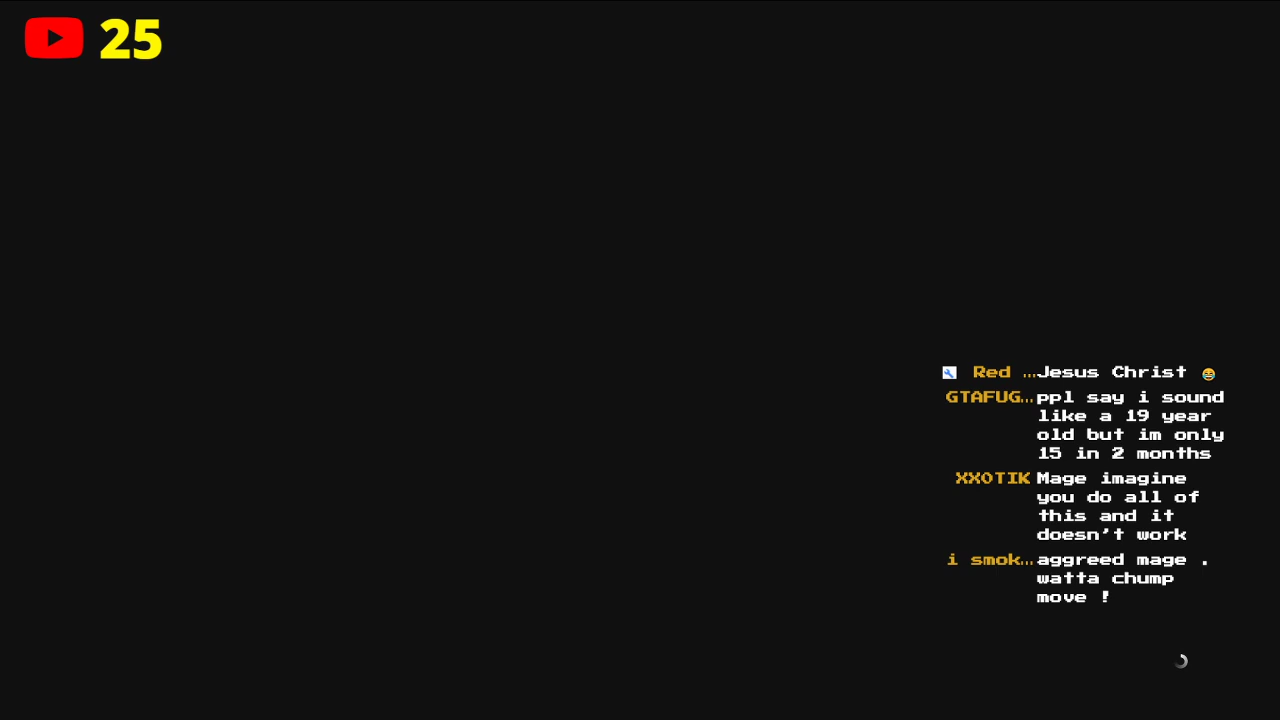 25
Red …Jesus Christ 😂
GTAFUG…ppl say i sound
like a 19 year
old but im only
15 in 2 months
XXOTIK Mage imagine
you do all of
this and it
doesn't work
i smok…aggreed mage .
watta chump
move !